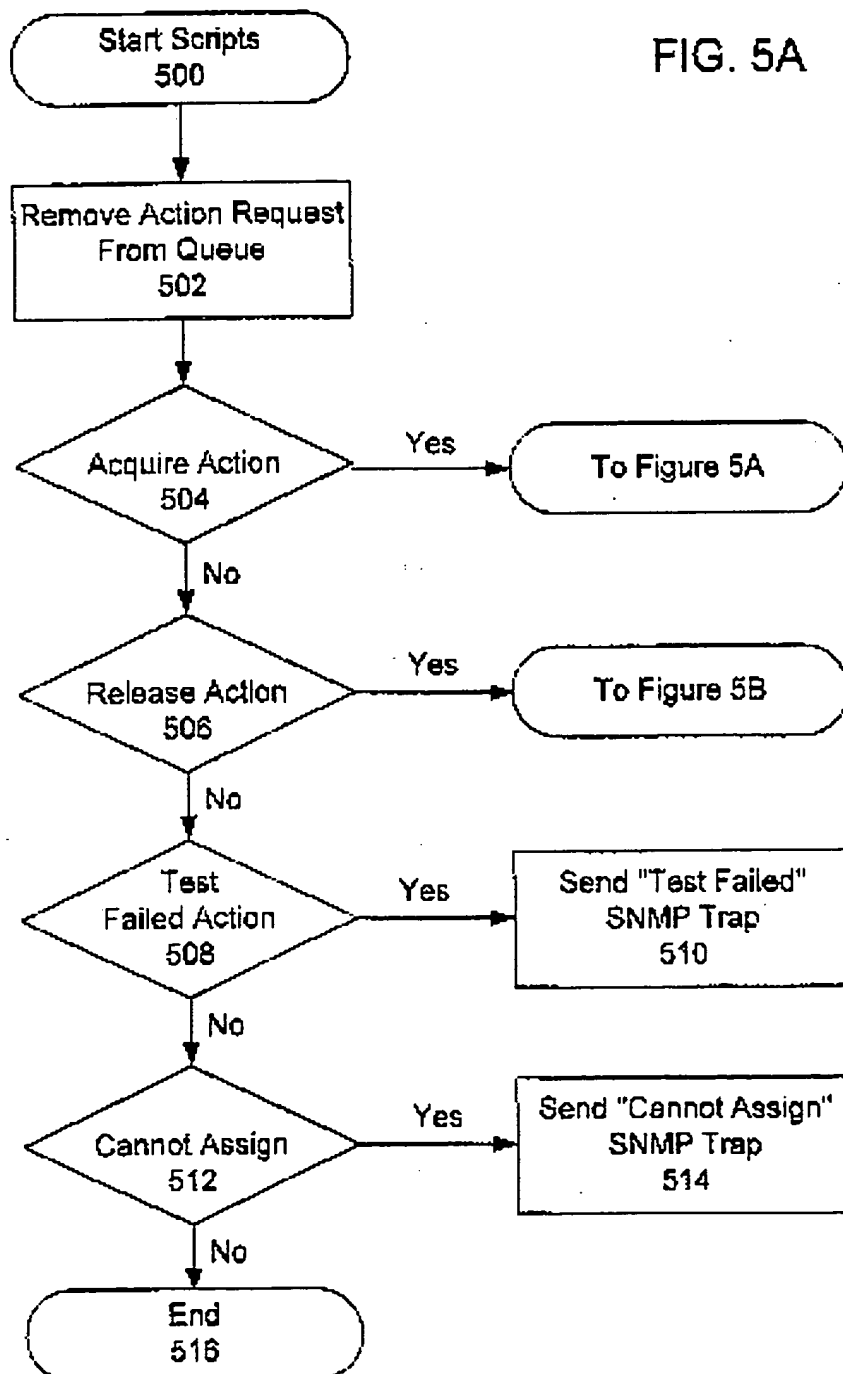 FIG. 5A
Start Scripts
500
Remove Action Request
From Queue
502
Acquire Action
504
Yes
To Figure 5A
No
Release Action
506
Yes
To Figure 5B
No
Test
Failed Action
508
Yes
Send "Test Failed"
SNMP Trap
510
No
Cannot Assign
512
Yes
Send "Cannot Assign"
SNMP Trap
514
No
End
516